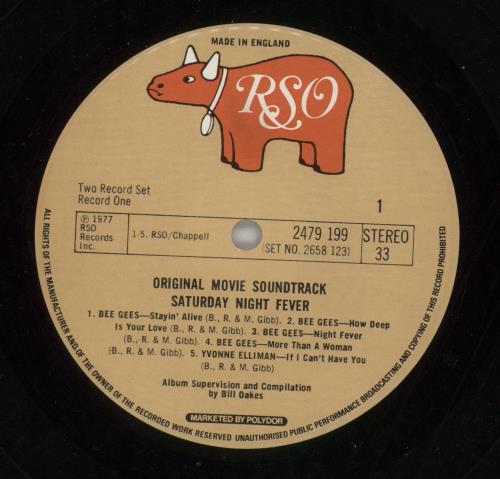 MADE IN ENGLAND
RSO
Two Record Set
Record One
1
℗ 1977
RSO
Records
Inc.
1-5. RSO/Chappell
2479 199
(SET NO. 2658 123)
STEREO
33
ORIGINAL MOVIE SOUNDTRACK
SATURDAY NIGHT FEVER
1. BEE GEES—Stayin' Alive (B., R. & M. Gibb). 2. BEE GEES—How Deep
Is Your Love (B., R. & M. Gibb). 3. BEE GEES—Night Fever
(B., R. & M. Gibb). 4. BEE GEES—More Than A Woman
(B., R. & M. Gibb). 5. YVONNE ELLIMAN—If I Can't Have You
(B., R. & M. Gibb)
Album Supervision and Compilation
by Bill Oakes
MARKETED BY POLYDOR
ALL RIGHTS OF THE MANUFACTURER AND OF THE OWNER OF THE RECORDED WORK RESERVED UNAUTHORISED PUBLIC PERFORMANCE BROADCASTING AND COPYING OF THIS RECORD PROHIBITED